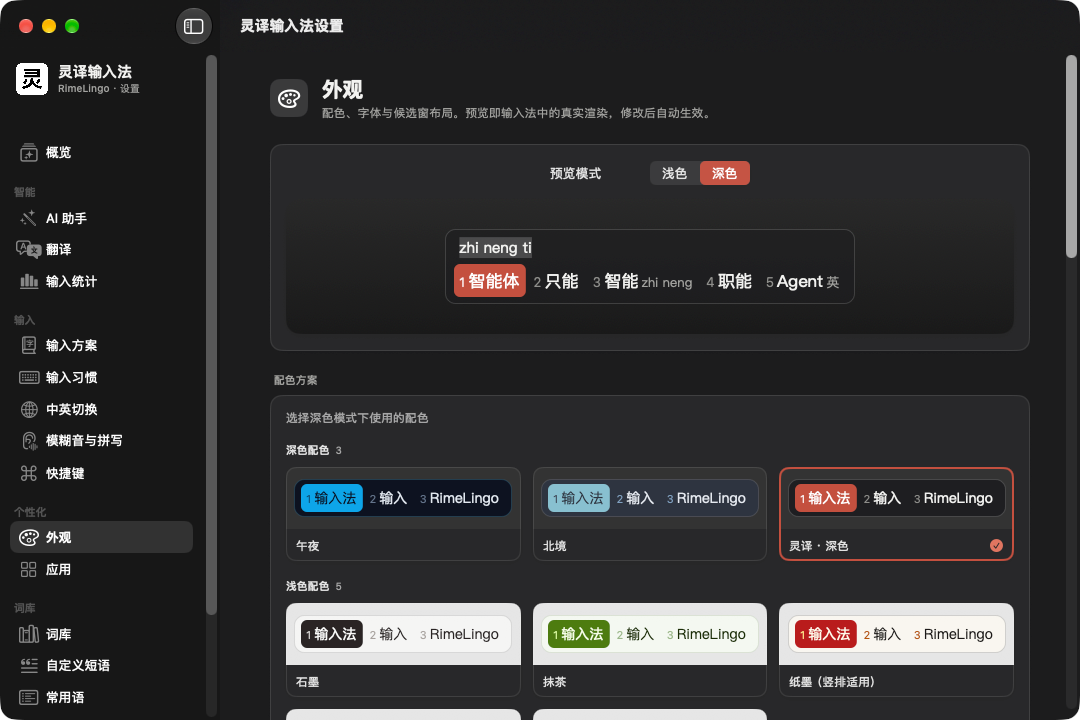 灵译输入法设置
灵
灵译输入法
RimeLingo · 设置
概览
智能
AI 助手
翻译
输入统计
输入
输入方案
输入习惯
中英切换
模糊音与拼写
快捷键
个性化
外观
应用
词库
词库
自定义短语
常用语
外观
配色、字体与候选窗布局。预览即输入法中的真实渲染，修改后自动生效。
预览模式 浅色 深色
zhi neng ti
1 智能体 2 只能 3 智能 zhi neng 4 职能 5 Agent 英
配色方案
选择深色模式下使用的配色
深色配色 3
1 输入法 2 输入 3 RimeLingo
午夜
1 输入法 2 输入 3 RimeLingo
北境
1 输入法 2 输入 3 RimeLingo
灵译 · 深色
浅色配色 5
1 输入法 2 输入 3 RimeLingo
石墨
1 输入法 2 输入 3 RimeLingo
抹茶
1 输入法 2 输入 3 RimeLingo
纸墨（竖排适用）